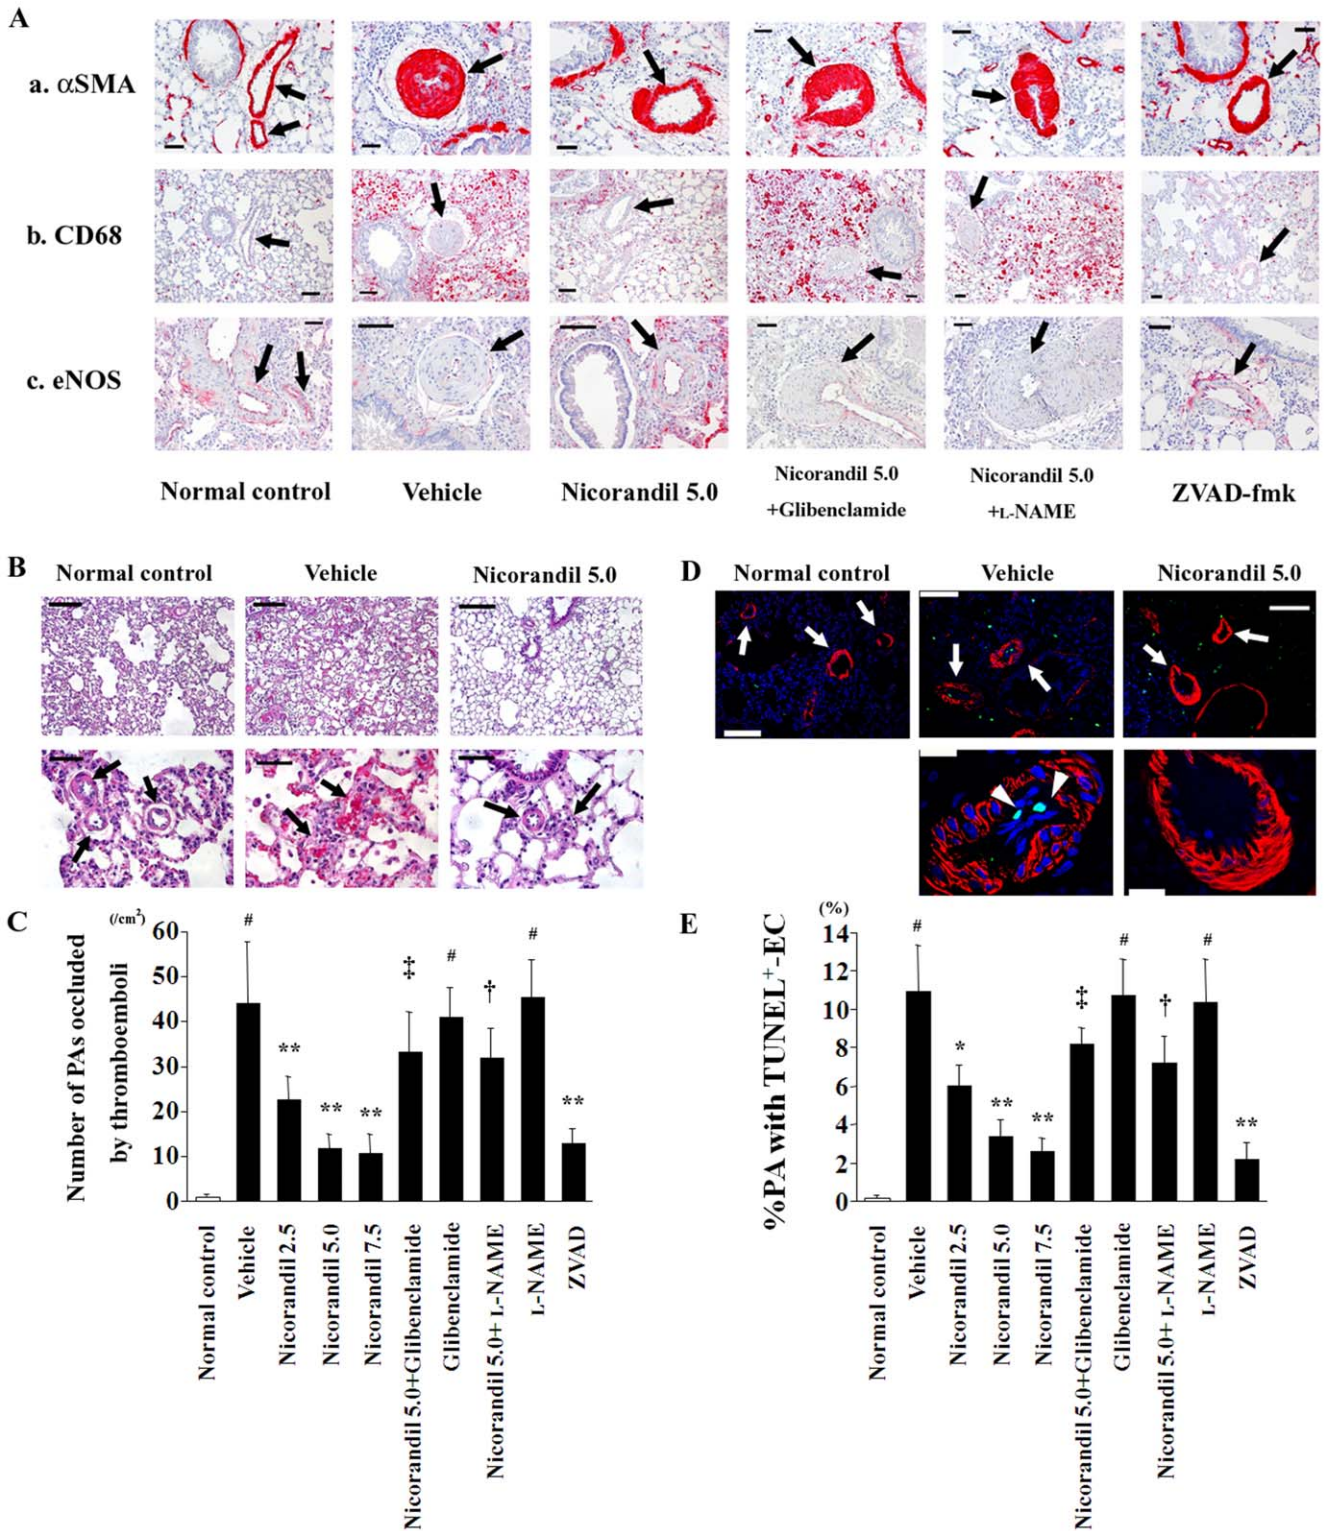 A
a. αSMA
b. CD68
c. eNOS
Normal control
Vehicle
Nicorandil 5.0
Nicorandil 5.0
+Glibenclamide
Nicorandil 5.0
+L-NAME
ZVAD-fmk
B
Normal control
Vehicle
Nicorandil 5.0
D
Normal control
Vehicle
Nicorandil 5.0
C
(/cm²)
Number of PAs occluded
by thromboemboli
60
50
40
30
20
10
0
#
**
**
**
‡
#
†
#
**
Normal control
Vehicle
Nicorandil 2.5
Nicorandil 5.0
Nicorandil 7.5
Nicorandil 5.0+Glibenclamide
Glibenclamide
Nicorandil 5.0+ L-NAME
L-NAME
ZVAD
E
(%)
%PA with TUNEL⁺-EC
14
12
10
8
6
4
2
0
#
*
**
**
‡
#
†
#
**
Normal control
Vehicle
Nicorandil 2.5
Nicorandil 5.0
Nicorandil 7.5
Nicorandil 5.0+Glibenclamide
Glibenclamide
Nicorandil 5.0+ L-NAME
L-NAME
ZVAD